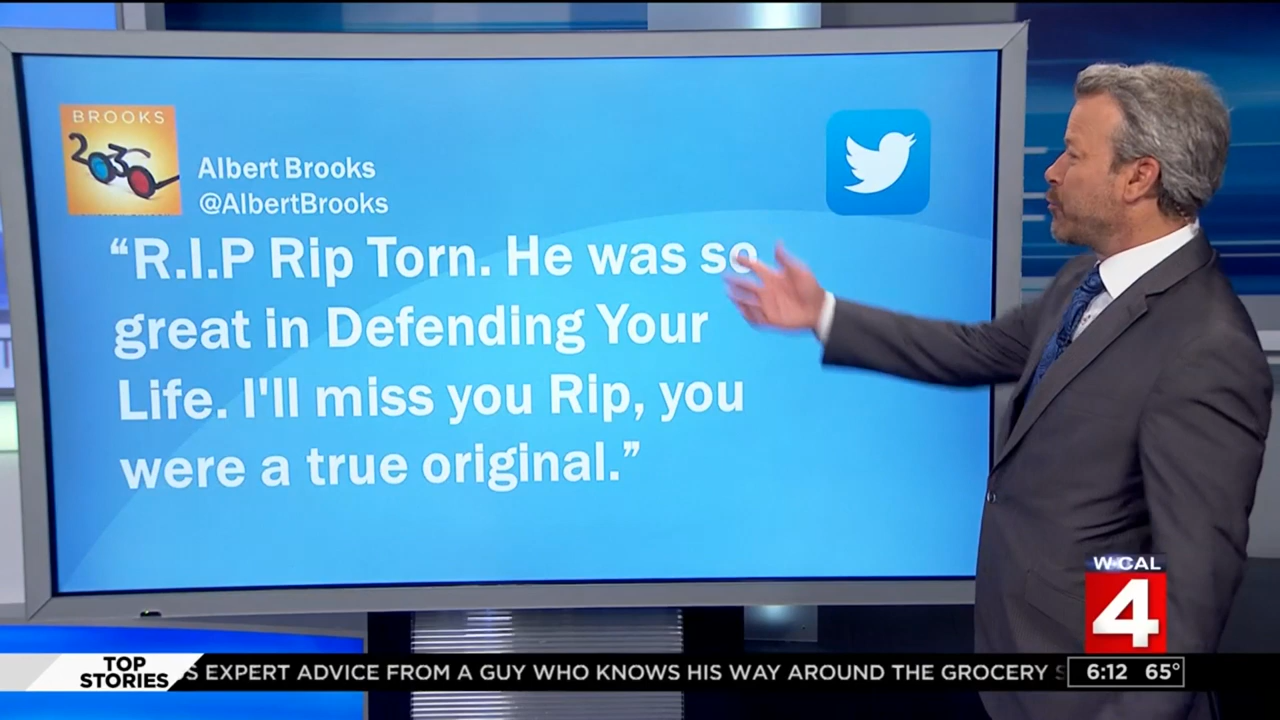 BROOKS
2030
Albert Brooks
@AlbertBrooks
“R.I.P Rip Torn. He was so
great in Defending Your
Life. I'll miss you Rip, you
were a true original.”
W•CAL
4
TOP
STORIES
S EXPERT ADVICE FROM A GUY WHO KNOWS HIS WAY AROUND THE GROCERY S
6:12 65°